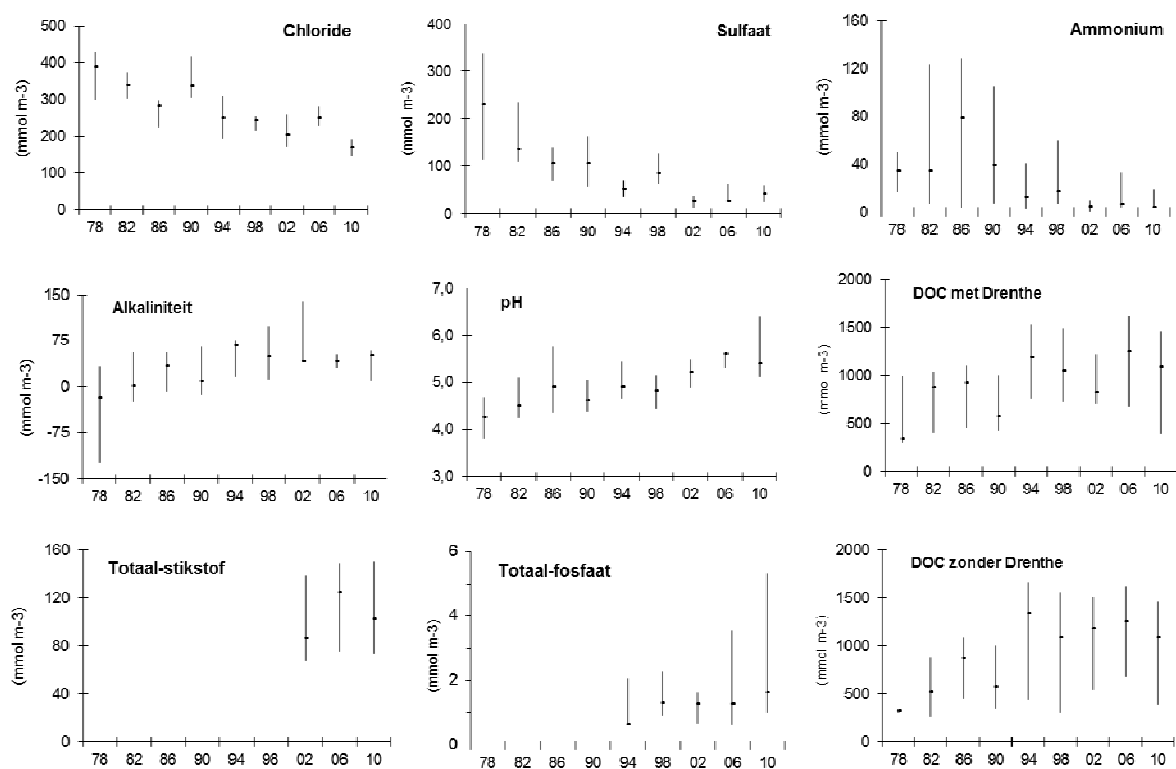 Chloride
(mmol m-3)
500
400
300
200
100
0
78 82 86 90 94 98 02 06 10
Sulfaat
(mmol m-3)
400
300
200
100
0
78 82 86 90 94 98 02 06 10
Ammonium
(mmol m-3)
160
120
80
40
0
78 82 86 90 94 98 02 06 10
Alkaliniteit
(mmol m-3)
150
75
0
-75
-150
78 82 86 90 94 98 02 06 10
pH
7,0
6,0
5,0
4,0
3,0
78 82 86 90 94 98 02 06 10
DOC met Drenthe
(mmol m-3)
2000
1500
1000
500
0
78 82 86 90 94 98 02 06 10
Totaal-stikstof
(mmol m-3)
160
120
80
40
0
78 82 86 90 94 98 02 06 10
Totaal-fosfaat
(mmol m-3)
6
4
2
0
78 82 86 90 94 98 02 06 10
DOC zonder Drenthe
(mmol m-3)
2000
1500
1000
500
0
78 82 86 90 94 98 02 06 10